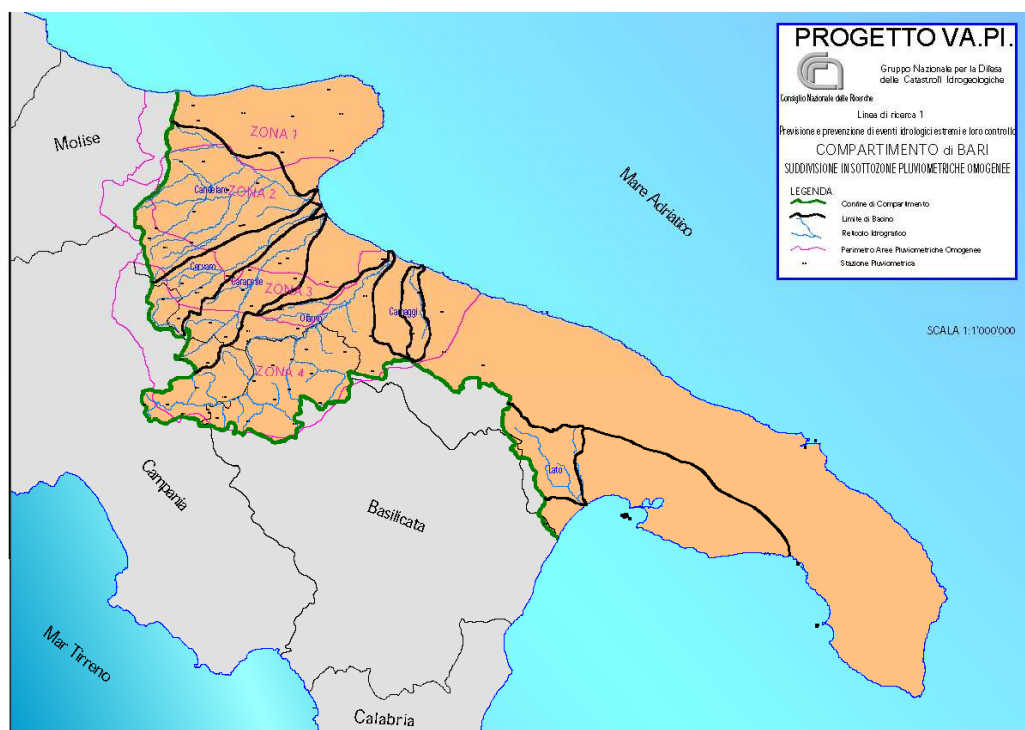 PROGETTO VA.PI.
Gruppo Nazionale per la Difesa
delle Catastrofi Idrogeologiche
Consiglio Nazionale delle Ricerche
Linea di ricerca 1
Previsione e prevenzione di eventi idrologici estremi e loro controllo
COMPARTIMENTO di BARI
SUDDIVISIONE IN SOTTOZONE PLUVIOMETRICHE OMOGENEE
LEGENDA
Confine di Compartimento
Limite di Bacino
Reticolo Idrografico
Perimetro Aree Pluviometriche Omogenee
Stazione Pluviometrica
SCALA 1:1'000'000
Molise
ZONA 1
Candelaro
ZONA 2
Mare Adriatico
Cervaro
Carapelle
ZONA 3
Ofanto
Canaggi
ZONA 4
Campania
Basilicata
Lato
Mar Tirreno
Calabria